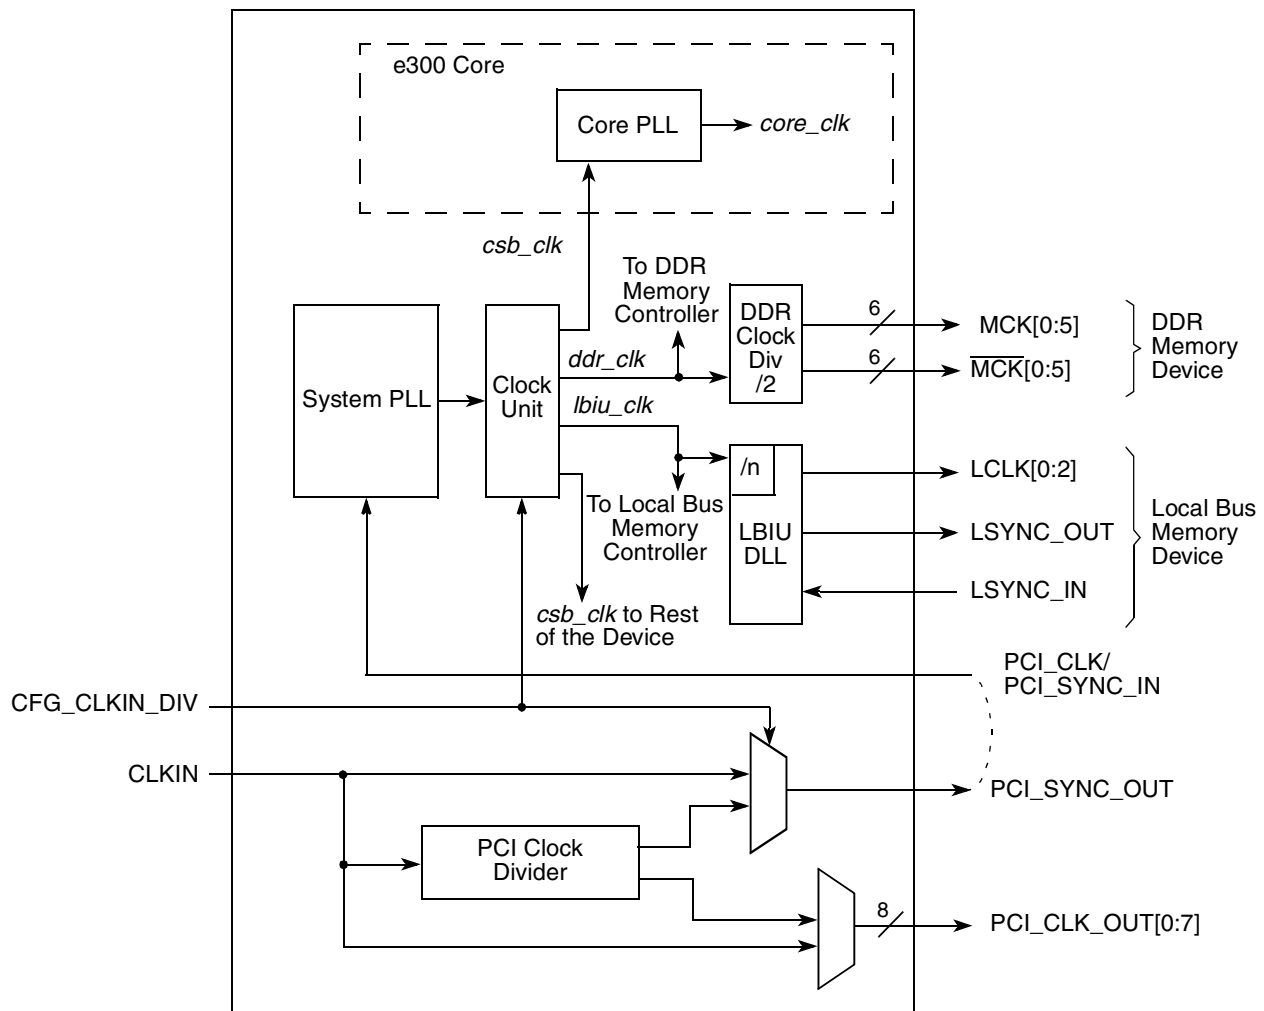 e300 Core
Core PLL
core_clk
csb_clk
To DDR
Memory
Controller
DDR
Clock
Div
/2
6
MCK[0:5]
6
M̅C̅K̅[0:5]
DDR
Memory
Device
System PLL
Clock
Unit
ddr_clk
lbiu_clk
/n
LBIU
DLL
To Local Bus
Memory
Controller
LCLK[0:2]
LSYNC_OUT
LSYNC_IN
Local Bus
Memory
Device
csb_clk to Rest
of the Device
PCI_CLK/
PCI_SYNC_IN
CFG_CLKIN_DIV
CLKIN
PCI_SYNC_OUT
PCI Clock
Divider
8
PCI_CLK_OUT[0:7]